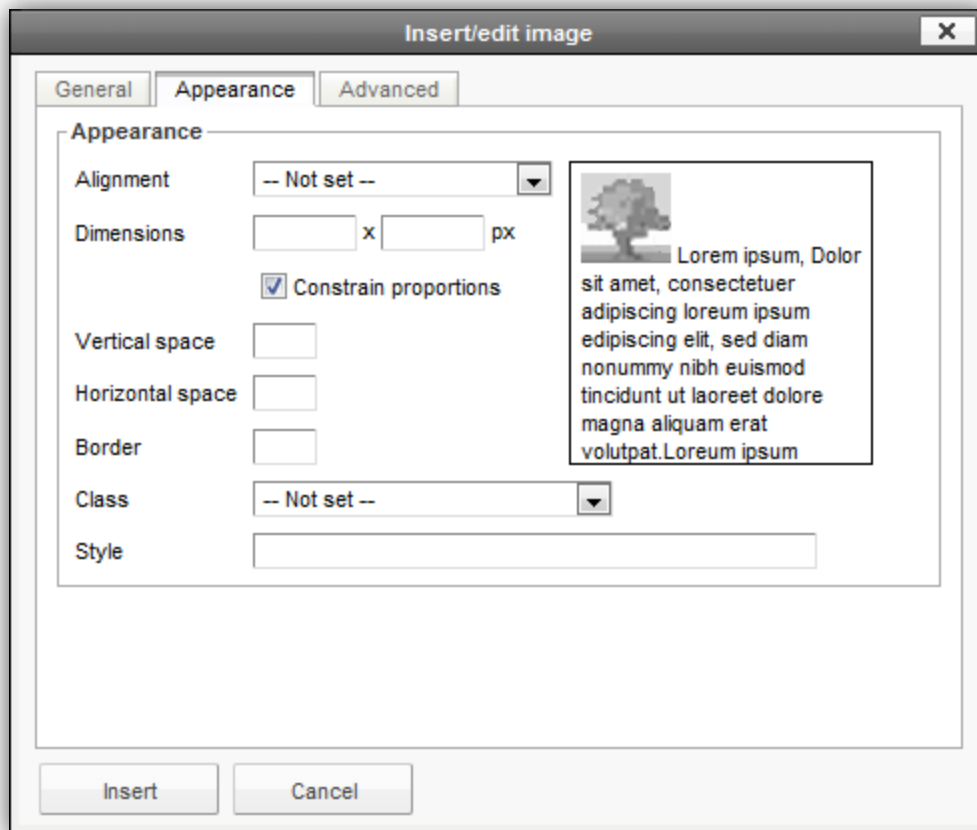 Insert/edit image
General Appearance Advanced
Appearance
Alignment -- Not set --
Dimensions x px
Constrain proportions
Vertical space
Horizontal space
Border
Class -- Not set --
Style
Lorem ipsum, Dolor
sit amet, consectetuer
adipiscing loreum ipsum
edipiscing elit, sed diam
nonummy nibh euismod
tincidunt ut laoreet dolore
magna aliquam erat
volutpat.Loreum ipsum
Insert Cancel